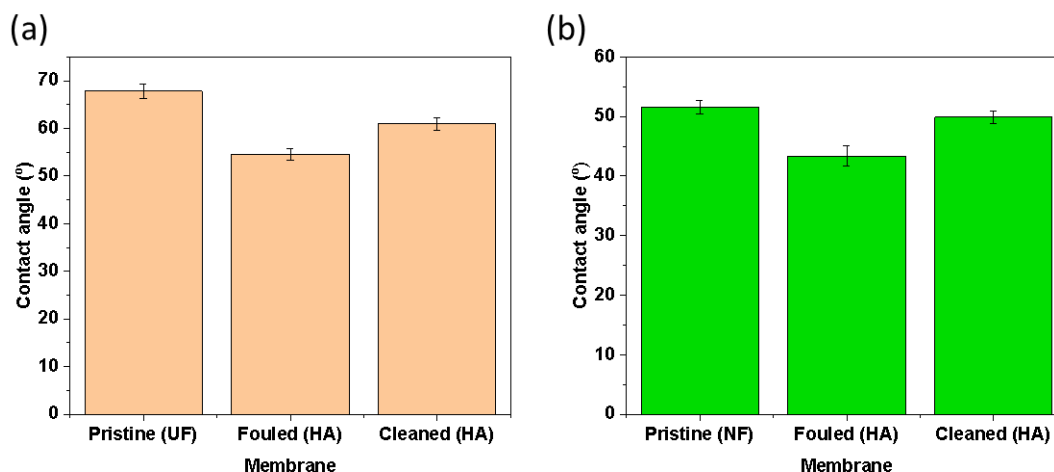 (a)
Contact angle (º)
70
60
50
40
30
20
10
0
Pristine (UF) Fouled (HA) Cleaned (HA)
Membrane
(b)
Contact angle (º)
60
50
40
30
20
10
0
Pristine (NF) Fouled (HA) Cleaned (HA)
Membrane